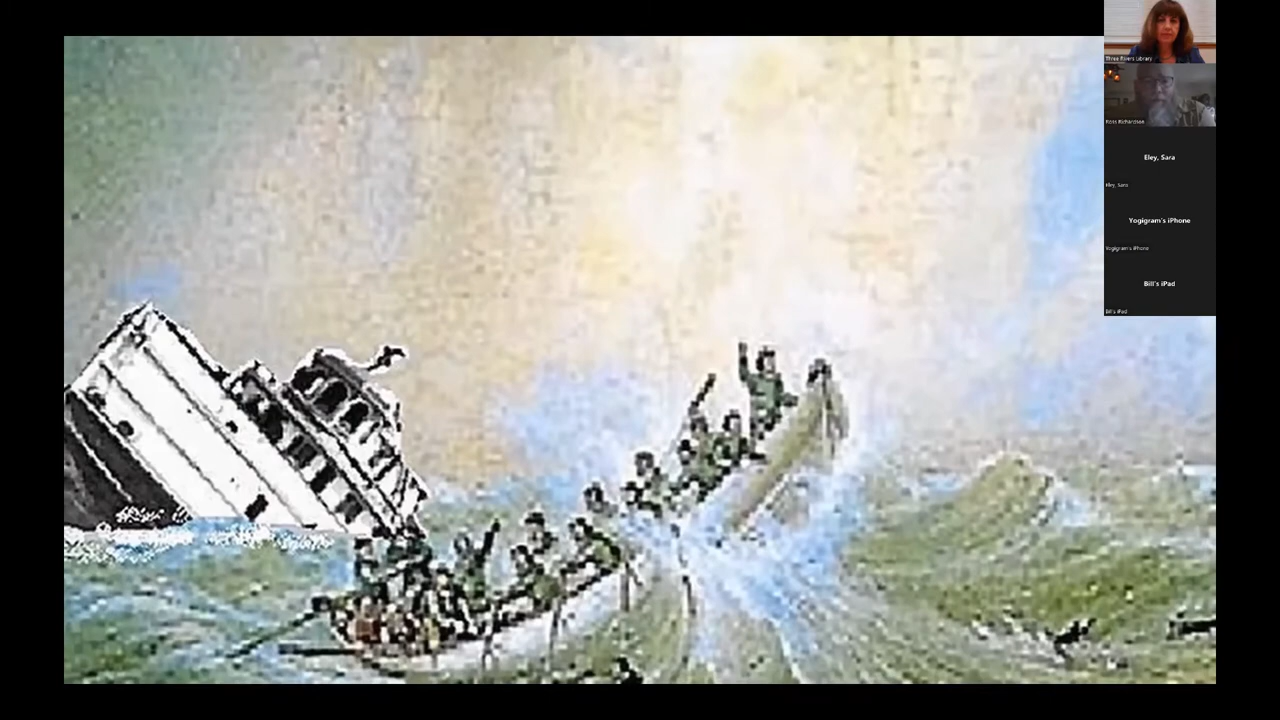 Three Rivers Library
Ross Richardson
Eley, Sara
Eley, Sara
Yogigram's iPhone
Yogigram's iPhone
Bill's iPad
Bill's iPad